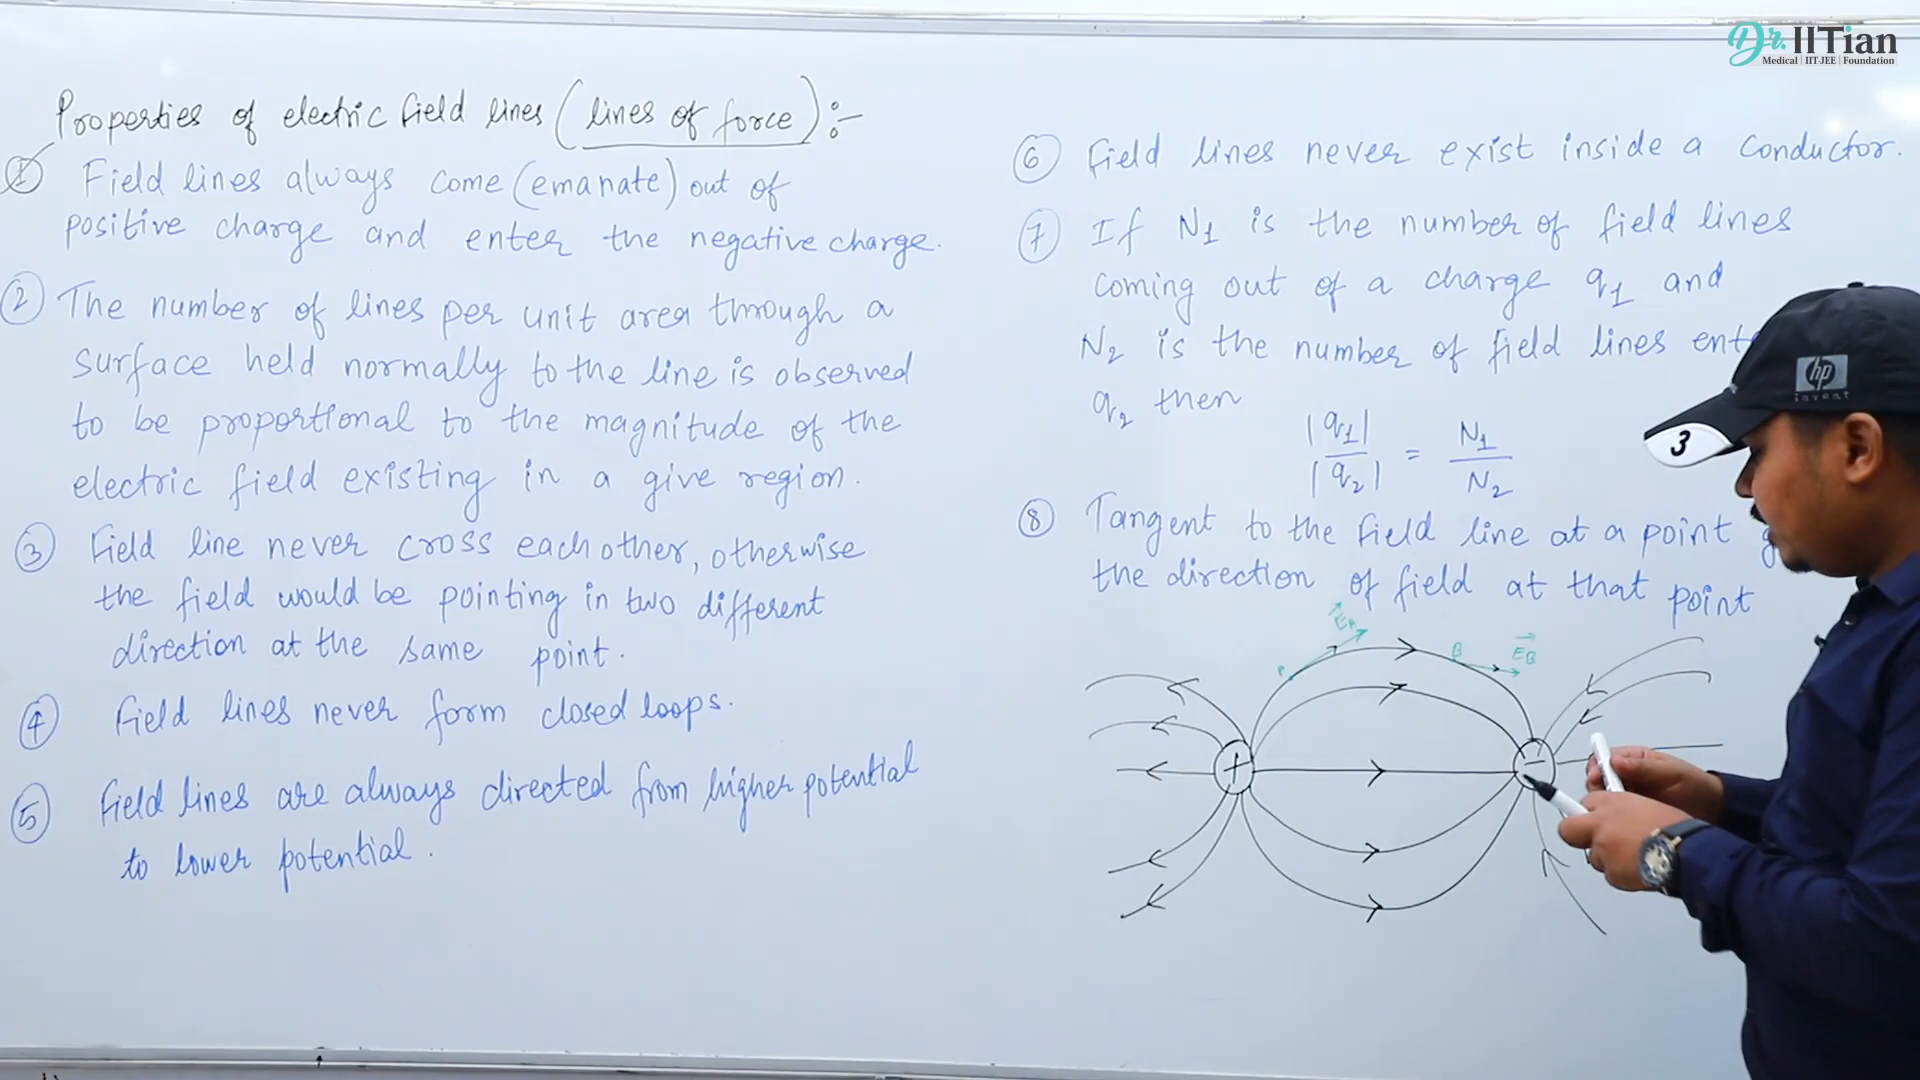 Dr. IITian
Medical | IIT-JEE | Foundation
Properties of electric field lines (lines of force) :-
① Field lines always come (emanate) out of
positive charge and enter the negative charge.
② The number of lines per unit area through a
surface held normally to the line is observed
to be proportional to the magnitude of the
electric field existing in a give region.
③ Field line never cross each other, otherwise
the field would be pointing in two different
direction at the same point.
④ Field lines never form closed loops.
⑤ Field lines are always directed from higher potential
to lower potential.
⑥ Field lines never exist inside a conductor.
⑦ If N₁ is the number of field lines
coming out of a charge q₁ and
N₂ is the number of field lines ente
q₂ then
|q₁| / |q₂| = N₁ / N₂
⑧ Tangent to the field line at a point
the direction of field at that point
B E⃗_B
+ −
hp
invent
3